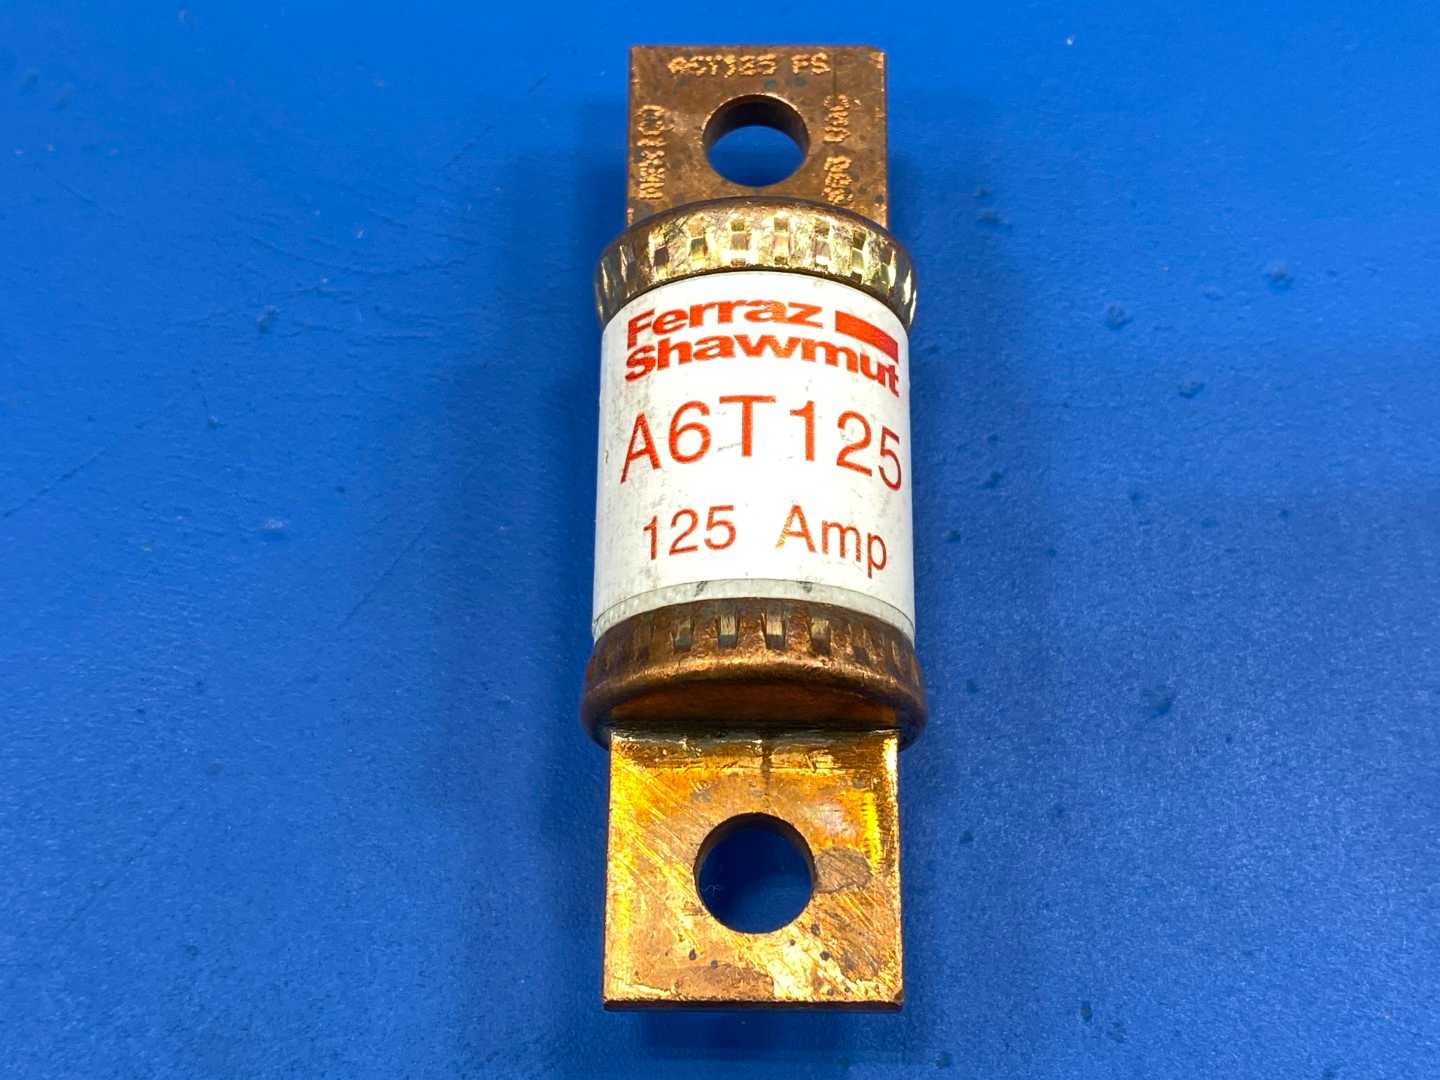 A6T125 FS
MEXICO
Ferraz
Shawmut
A6T125
125 Amp